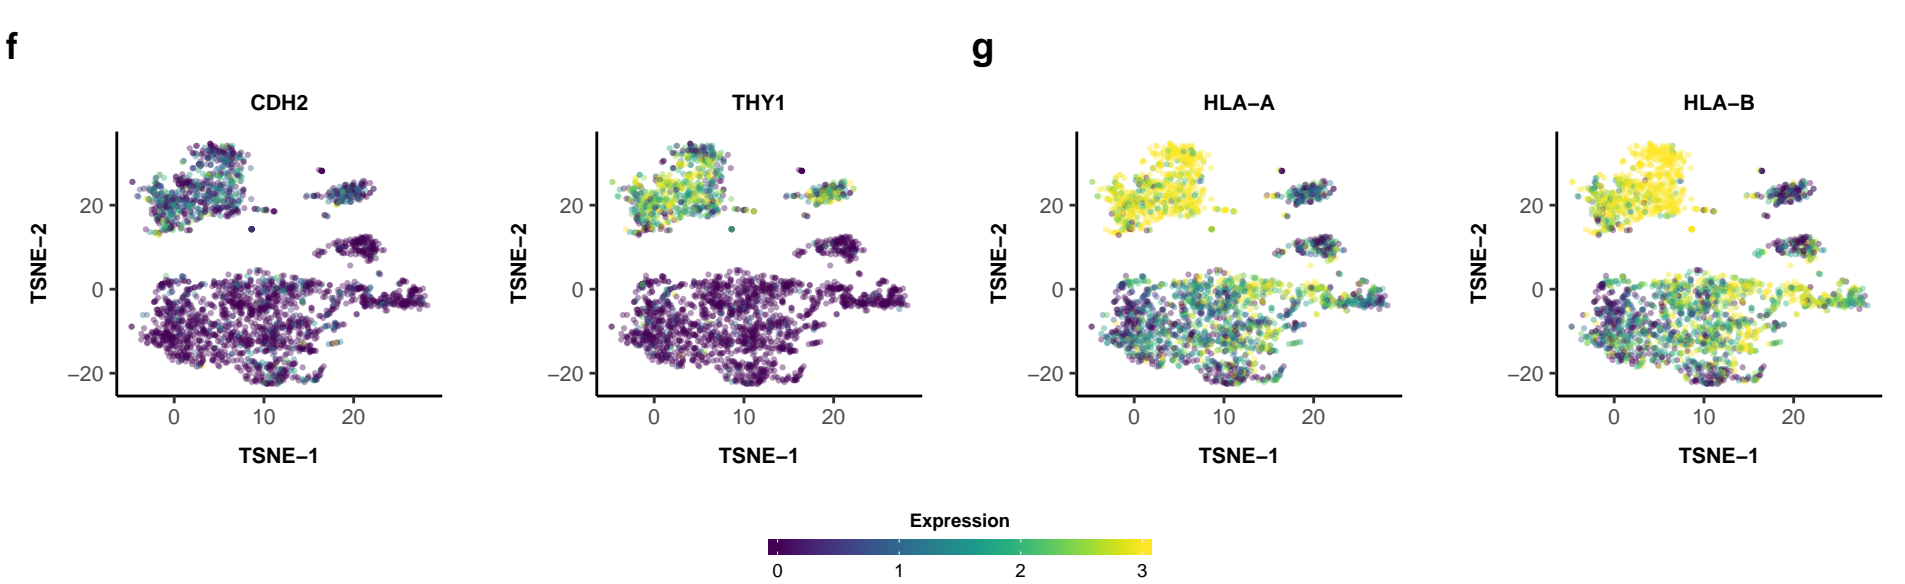 f
g
CDH2
THY1
HLA–A
HLA–B
TSNE–2
20
0
–20
0 10 20
TSNE–1
TSNE–2
20
0
–20
0 10 20
TSNE–1
TSNE–2
20
0
–20
0 10 20
TSNE–1
TSNE–2
20
0
–20
0 10 20
TSNE–1
Expression
0 1 2 3